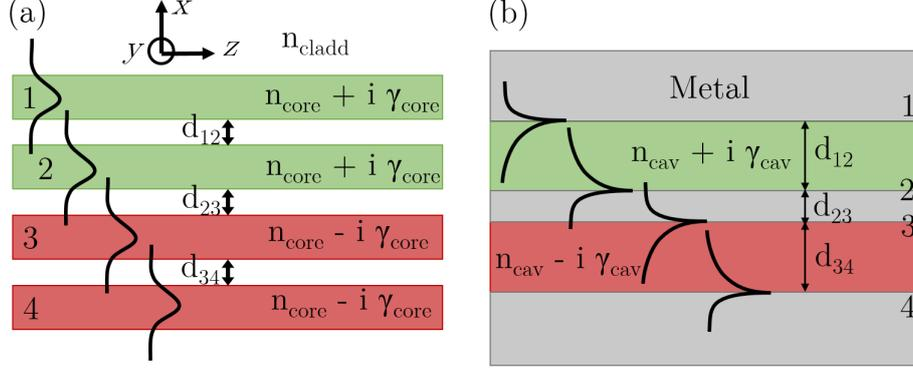 (a)
x
y
z
n_cladd
1
n_core + i γ_core
d_12
2
n_core + i γ_core
d_23
3
n_core - i γ_core
d_34
4
n_core - i γ_core
(b)
Metal
1
n_cav + i γ_cav
d_12
2
d_23
3
n_cav - i γ_cav
d_34
4